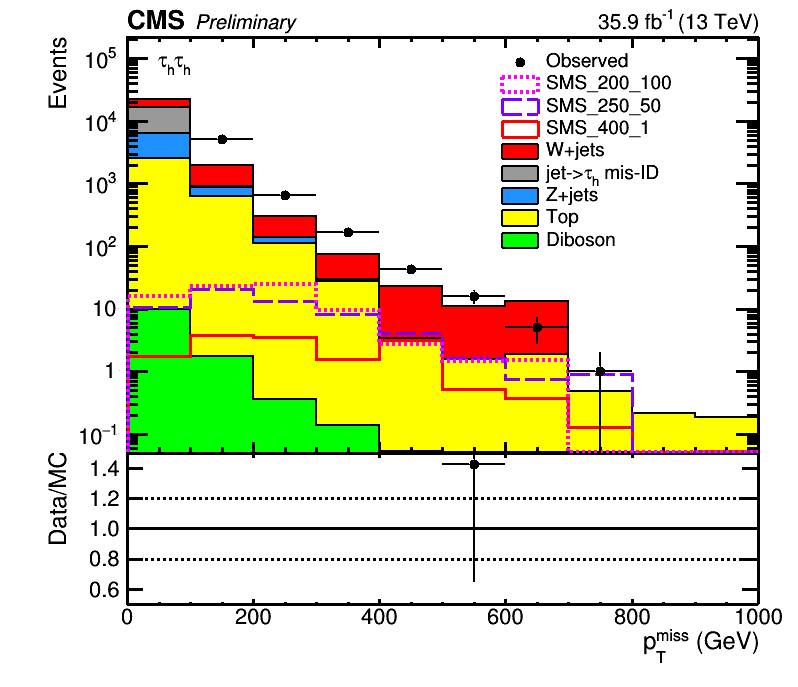 CMS Preliminary 35.9 fb⁻¹ (13 TeV)
Events
τₕτₕ
10⁵
10⁴
10³
10²
10
1
10⁻¹
Observed
SMS_200_100
SMS_250_50
SMS_400_1
W+jets
jet->τₕ mis-ID
Z+jets
Top
Diboson
Data/MC
1.4
1.2
1.0
0.8
0.6
0 200 400 600 800 1000
p_T^miss (GeV)